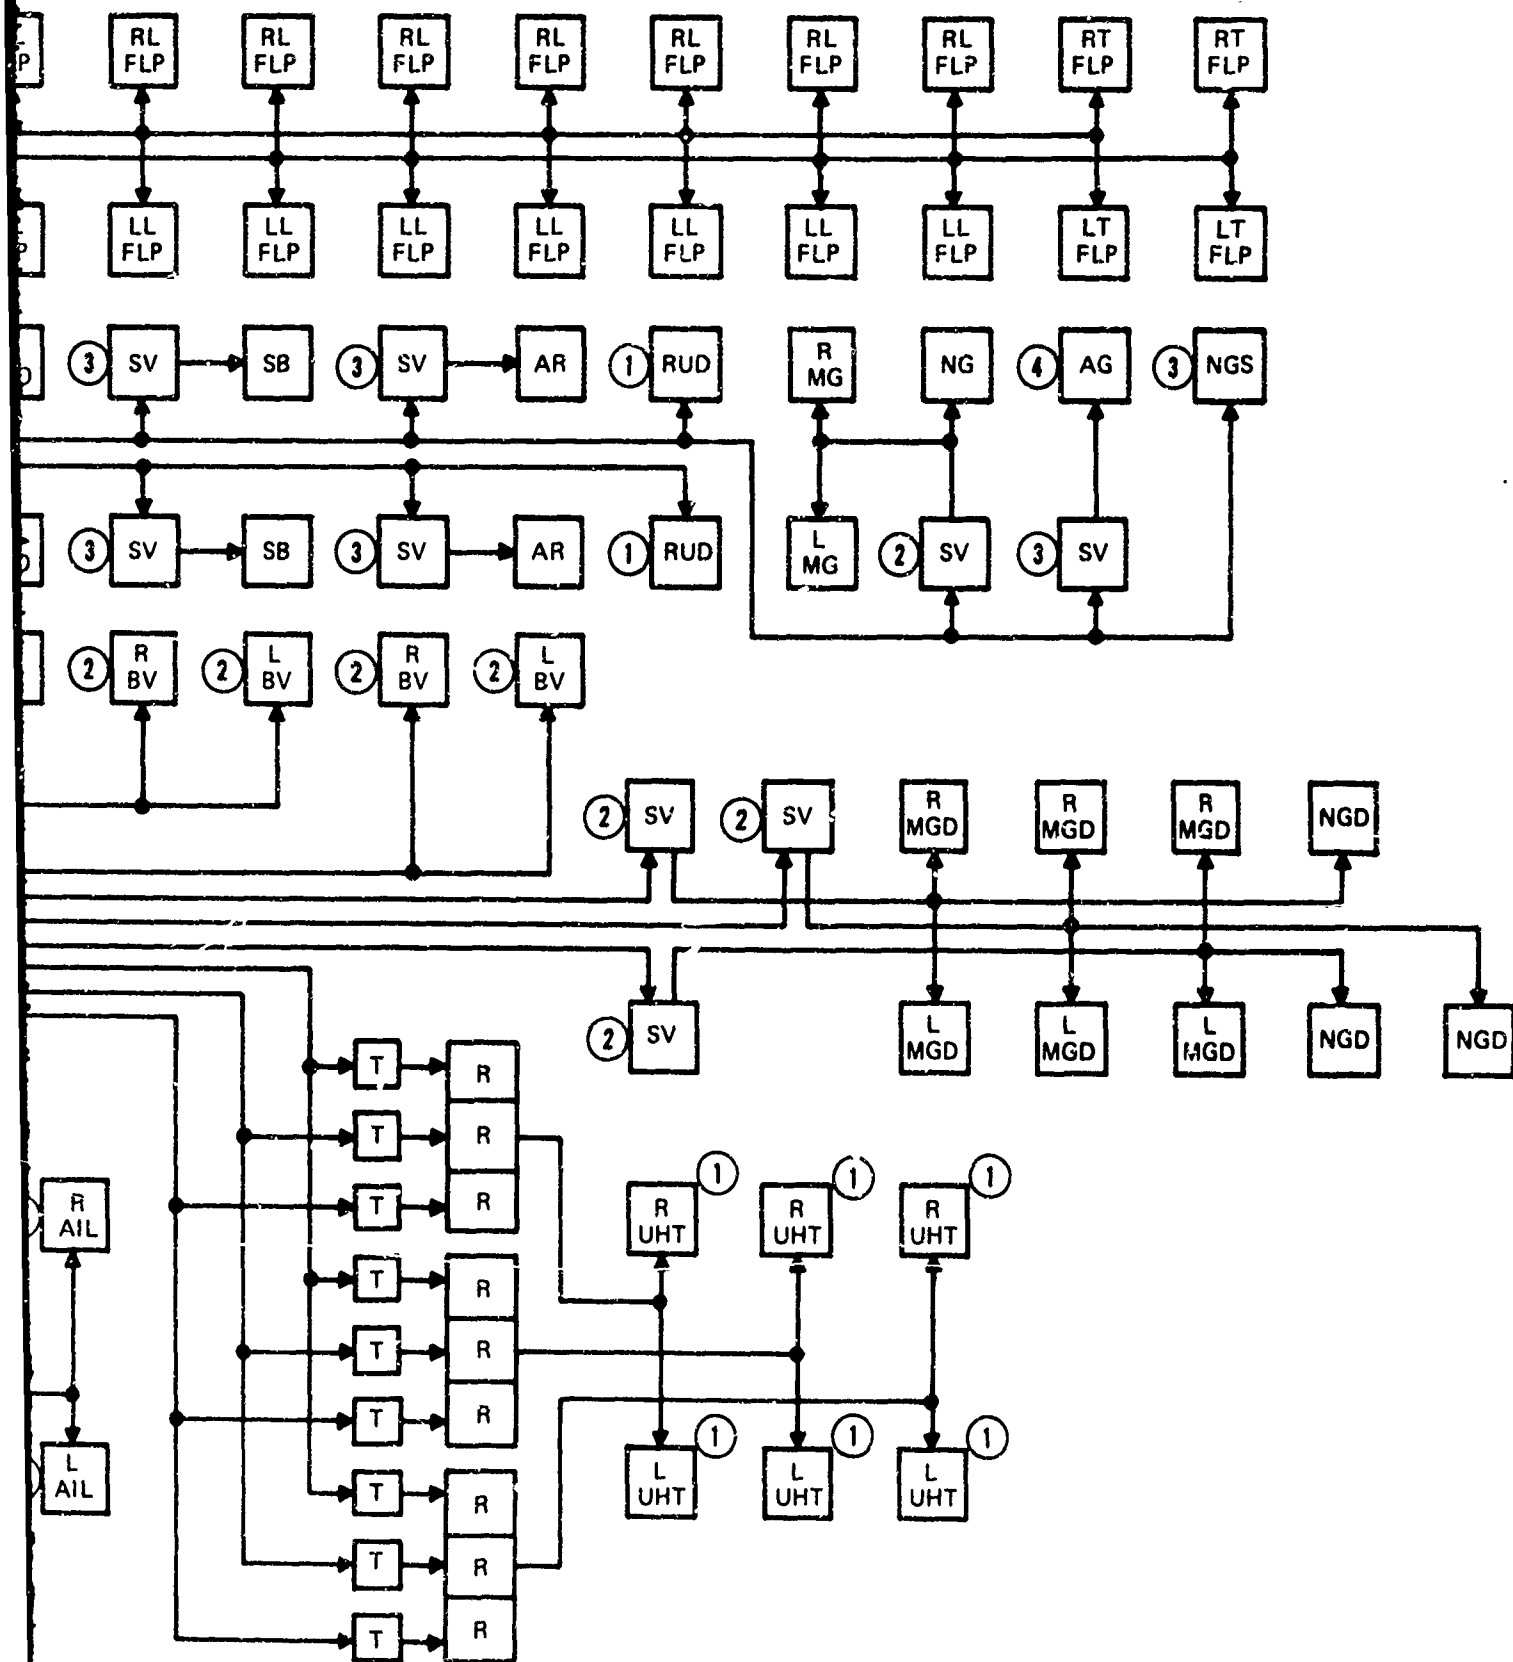 RL RL RL RL RL RL RL RT RT
FLP FLP FLP FLP FLP FLP FLP FLP FLP
LL LL LL LL LL LL LL LT LT
FLP FLP FLP FLP FLP FLP FLP FLP FLP
3 SV SB 3 SV AR 1 RUD R MG NG 4 AG 3 NGS
3 SV SB 3 SV AR 1 RUD L MG 2 SV 3 SV
2 R BV 2 L BV 2 R BV 2 L BV
2 SV 2 SV R MGD R MGD R MGD NGD
2 SV L MGD L MGD L MGD NGD NGD
T R
T R
T R
R AIL
1 1 1
R UHT R UHT R UHT
T R
T R
T R
1 1 1
L AIL
L UHT L UHT L UHT
T R
T R
T R